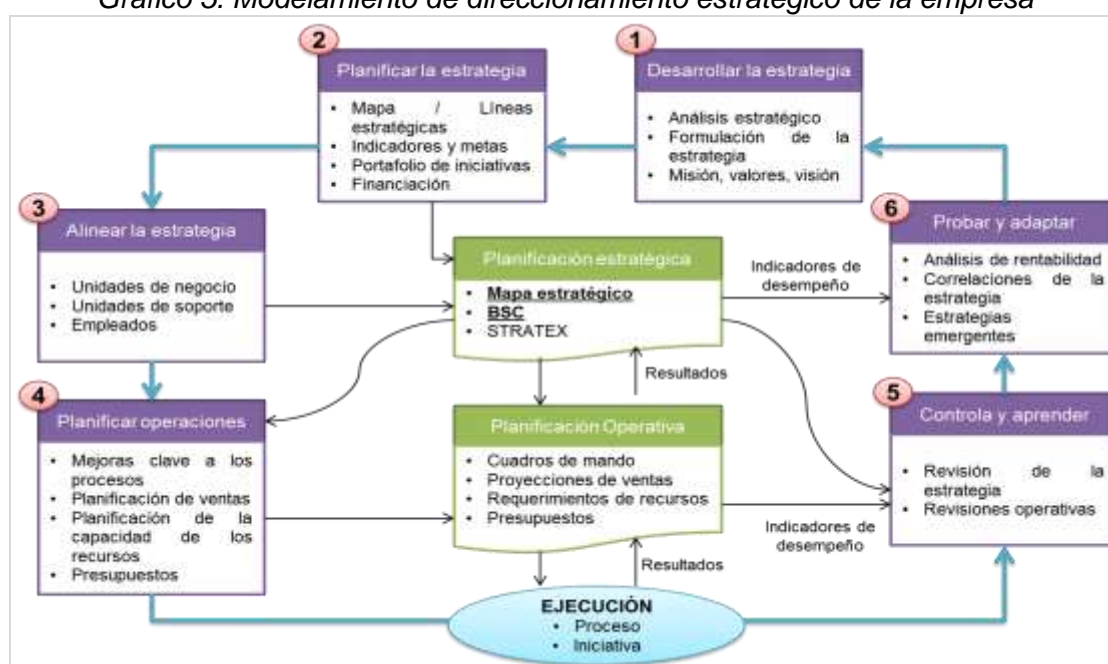 Gráfico 5. Modelamiento de direccionamiento estratégico de la empresa
1
Desarrollar la estrategia
• Análisis estratégico
• Formulación de la
estrategia
• Misión, valores, visión
2
Planificar la estrategia
• Mapa / Líneas
estratégicas
• Indicadores y metas
• Portafolio de iniciativas
• Financiación
3
Alinear la estrategia
• Unidades de negocio
• Unidades de soporte
• Empleados
4
Planificar operaciones
• Mejoras clave a los
procesos
• Planificación de ventas
• Planificación de la
capacidad de los
recursos
• Presupuestos
Planificación estratégica
• Mapa estratégico
• BSC
• STRATEX
Resultados
Planificación Operativa
• Cuadros de mando
• Proyecciones de ventas
• Requerimientos de recursos
• Presupuestos
Resultados
EJECUCIÓN
• Proceso
• Iniciativa
Indicadores de
desempeño
Indicadores de
desempeño
5
Controla y aprender
• Revisión de la
estrategia
• Revisiones operativas
6
Probar y adaptar
• Análisis de rentabilidad
• Correlaciones de la
estrategia
• Estrategias
emergentes